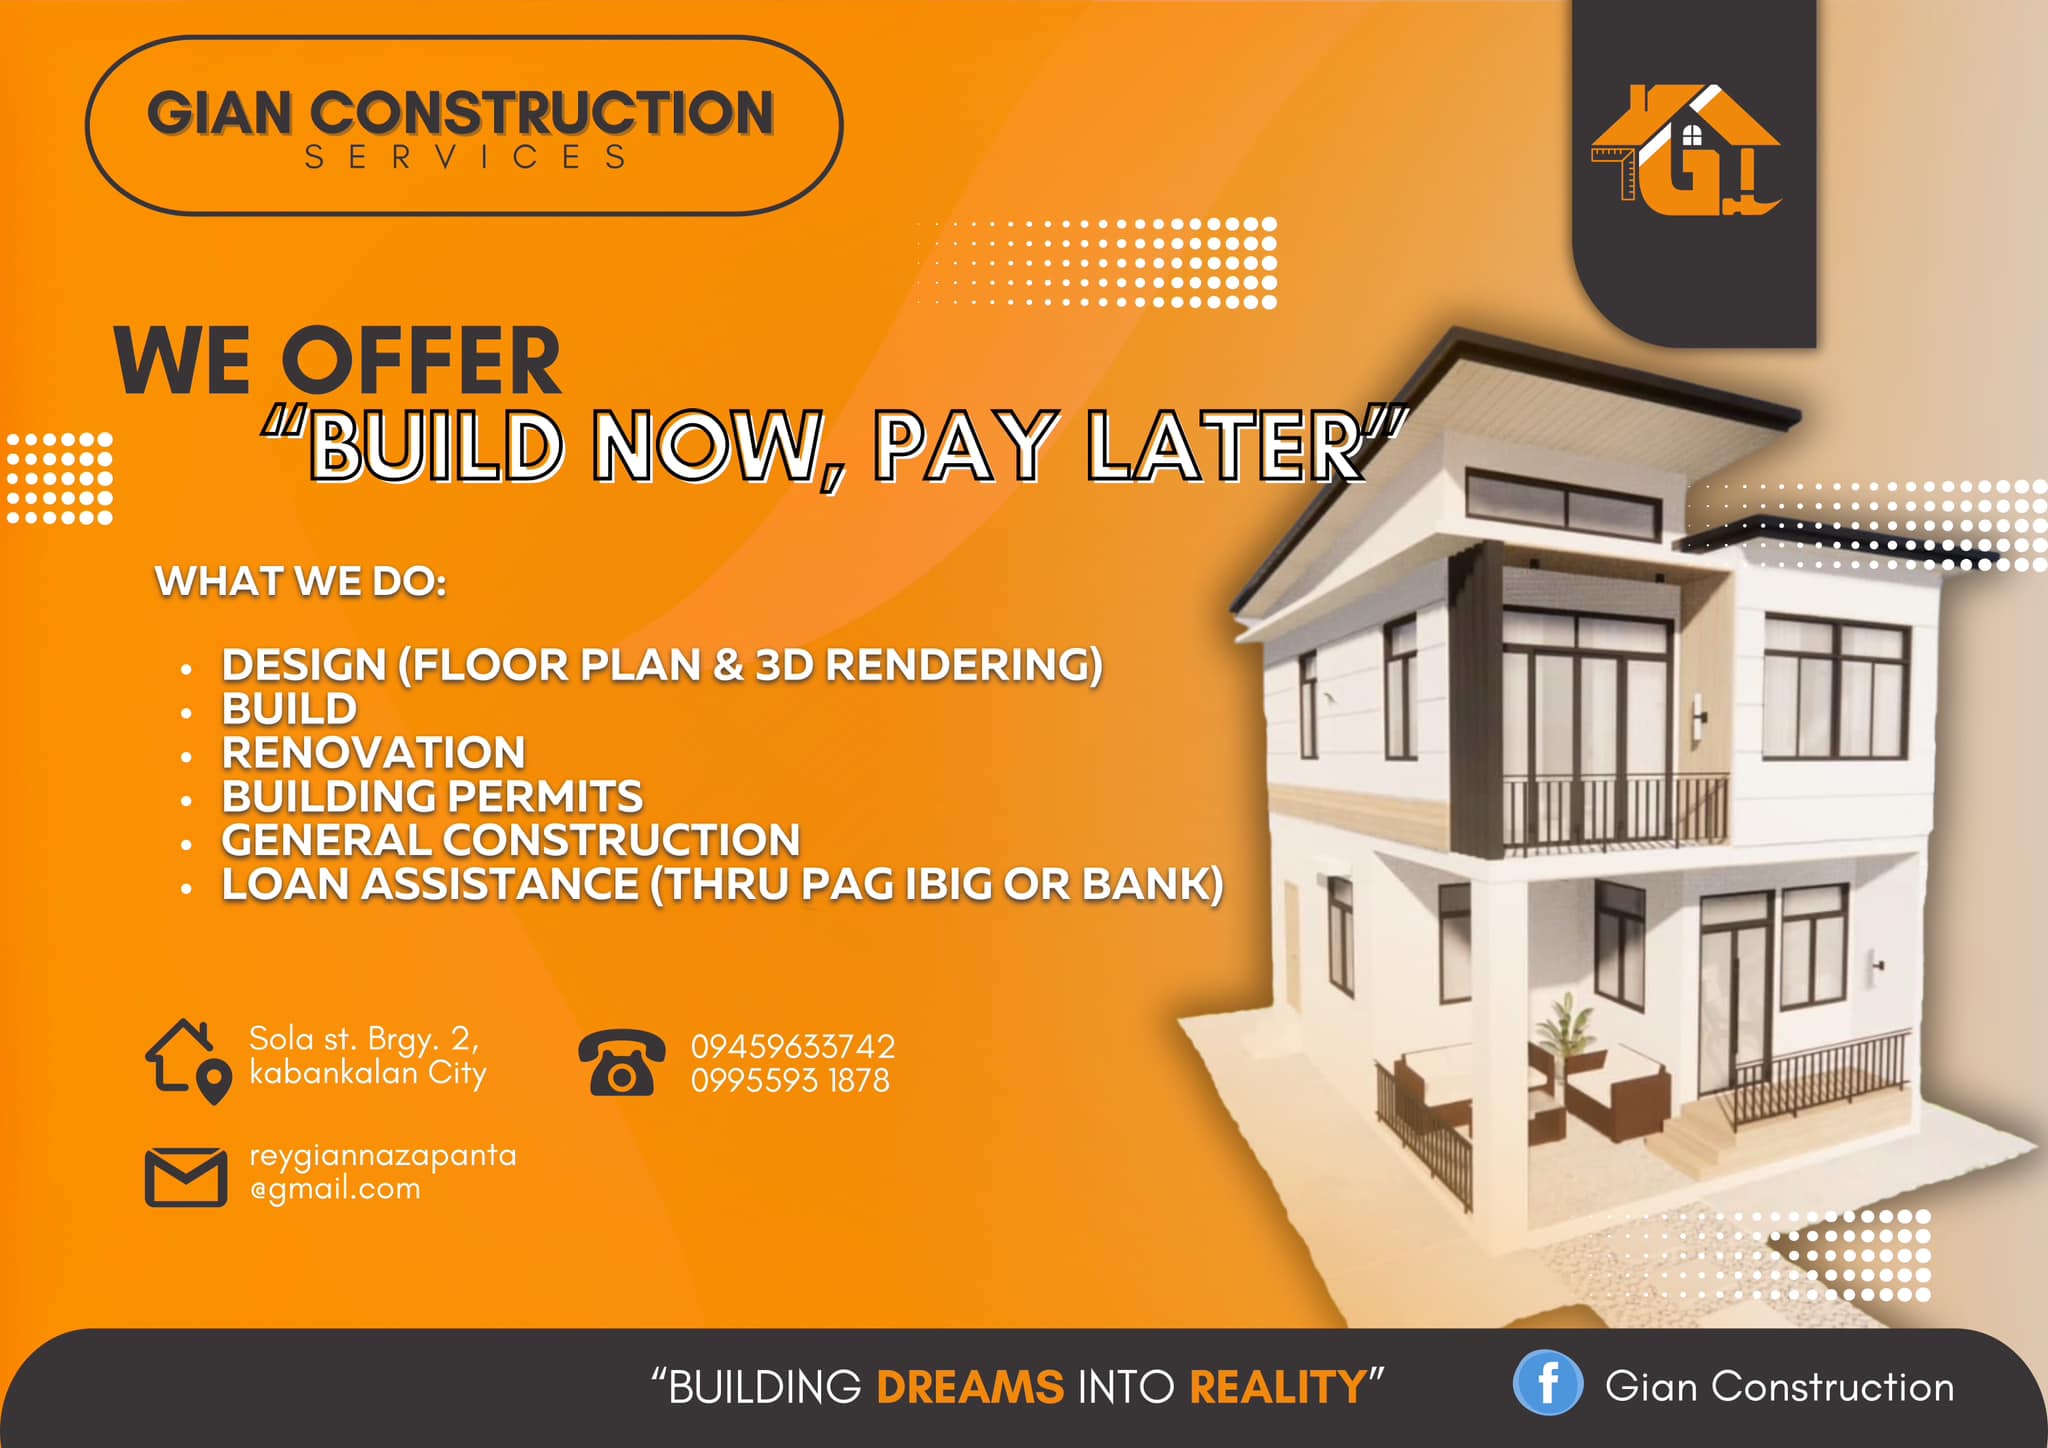 GIAN CONSTRUCTION
SERVICES
G
WE OFFER
“BUILD NOW, PAY LATER”
WHAT WE DO:
• DESIGN (FLOOR PLAN & 3D RENDERING)
• BUILD
• RENOVATION
• BUILDING PERMITS
• GENERAL CONSTRUCTION
• LOAN ASSISTANCE (THRU PAG IBIG OR BANK)
Sola st. Brgy. 2,
kabankalan City
09459633742
0995593 1878
reygiannazapanta
@gmail.com
“BUILDING DREAMS INTO REALITY”
f Gian Construction